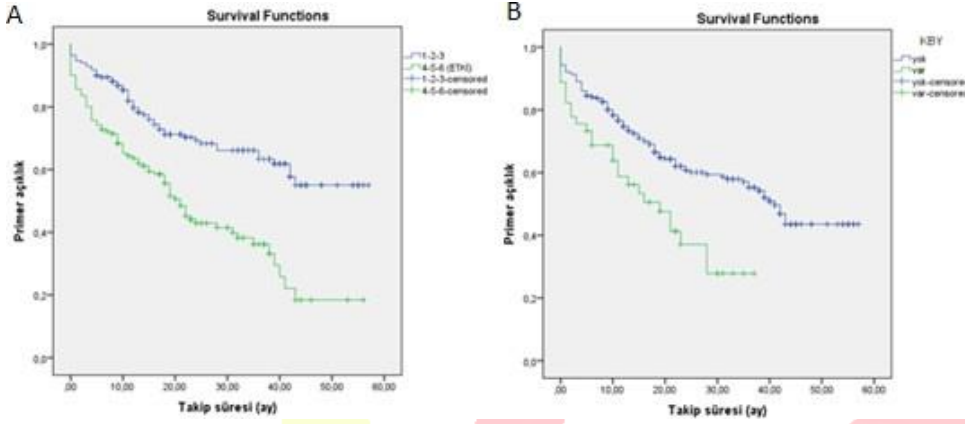 A
Survival Functions
1-2-3
4-5-6 (ETKİ)
1-2-3-censored
4-5-6-censored
Primer açıklık
1,0
0,8
0,6
0,4
0,2
0,0
,00 10,00 20,00 30,00 40,00 50,00 60,00
Takip süresi (ay)
B
Survival Functions
KBY
yok
var
yok-censored
var-censored
Primer açıklık
1,0
0,8
0,6
0,4
0,2
0,0
,00 10,00 20,00 30,00 40,00 50,00 60,00
Takip süresi (ay)